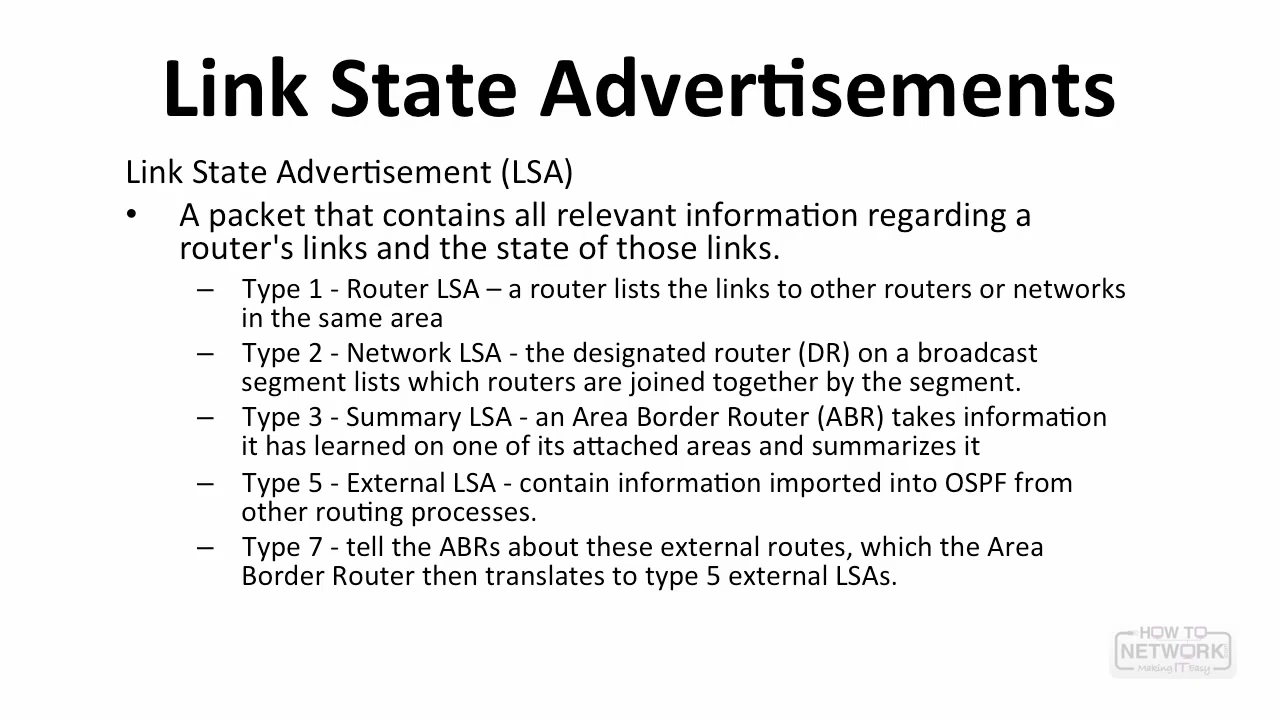 Link State Advertisements
Link State Advertisement (LSA)
• A packet that contains all relevant information regarding a
router's links and the state of those links.
– Type 1 - Router LSA – a router lists the links to other routers or networks
in the same area
– Type 2 - Network LSA - the designated router (DR) on a broadcast
segment lists which routers are joined together by the segment.
– Type 3 - Summary LSA - an Area Border Router (ABR) takes information
it has learned on one of its attached areas and summarizes it
– Type 5 - External LSA - contain information imported into OSPF from
other routing processes.
– Type 7 - tell the ABRs about these external routes, which the Area
Border Router then translates to type 5 external LSAs.
HOW TO
NETWORK
Making IT Easy